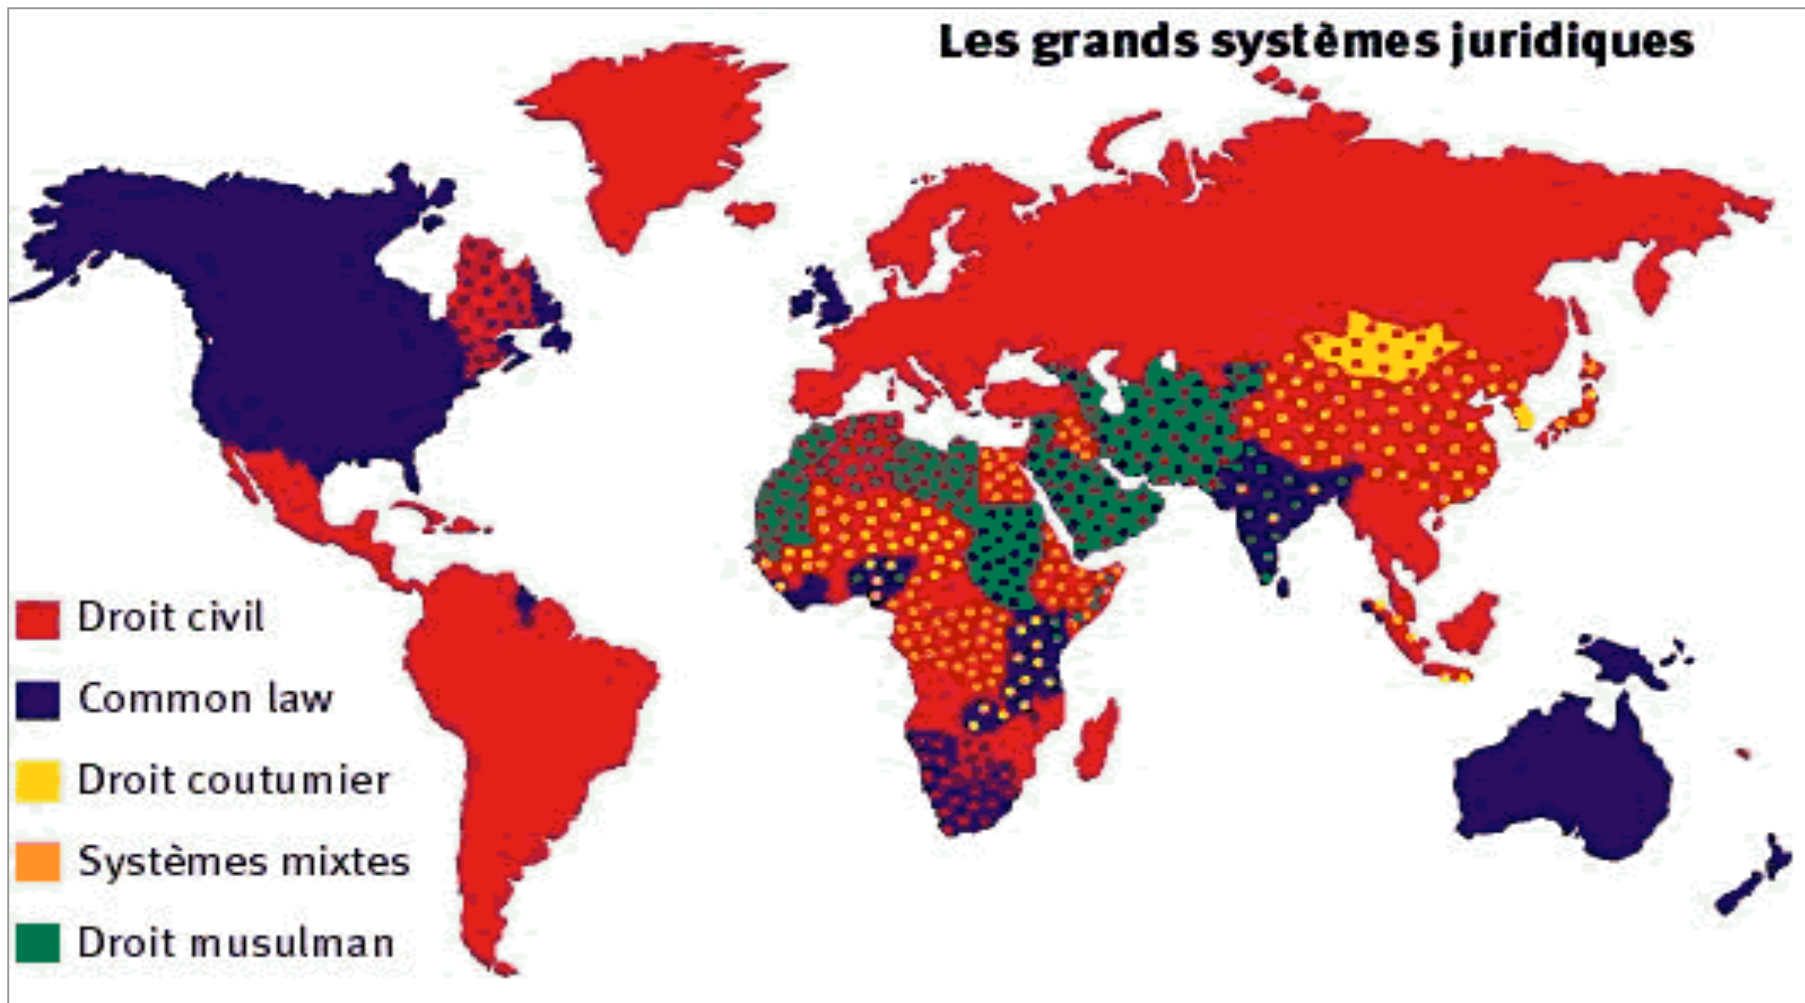 Les grands systèmes juridiques
Droit civil
Common law
Droit coutumier
Systèmes mixtes
Droit musulman